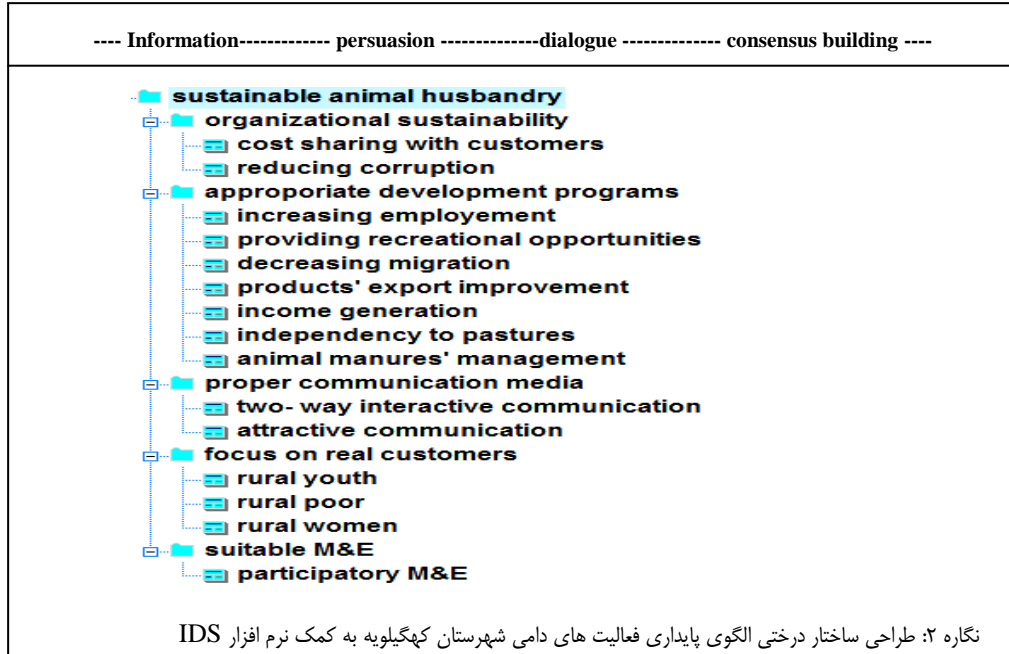 ---- Information------------- persuasion --------------dialogue -------------- consensus building ----
sustainable animal husbandry
organizational sustainability
cost sharing with customers
reducing corruption
approporiate development programs
increasing employement
providing recreational opportunities
decreasing migration
products' export improvement
income generation
independency to pastures
animal manures' management
proper communication media
two- way interactive communication
attractive communication
focus on real customers
rural youth
rural poor
rural women
suitable M&E
participatory M&E
نگاره ۲: طراحی ساختار درختی الگوی پایداری فعالیت های دامی شهرستان کهگیلویه به کمک نرم افزار IDS